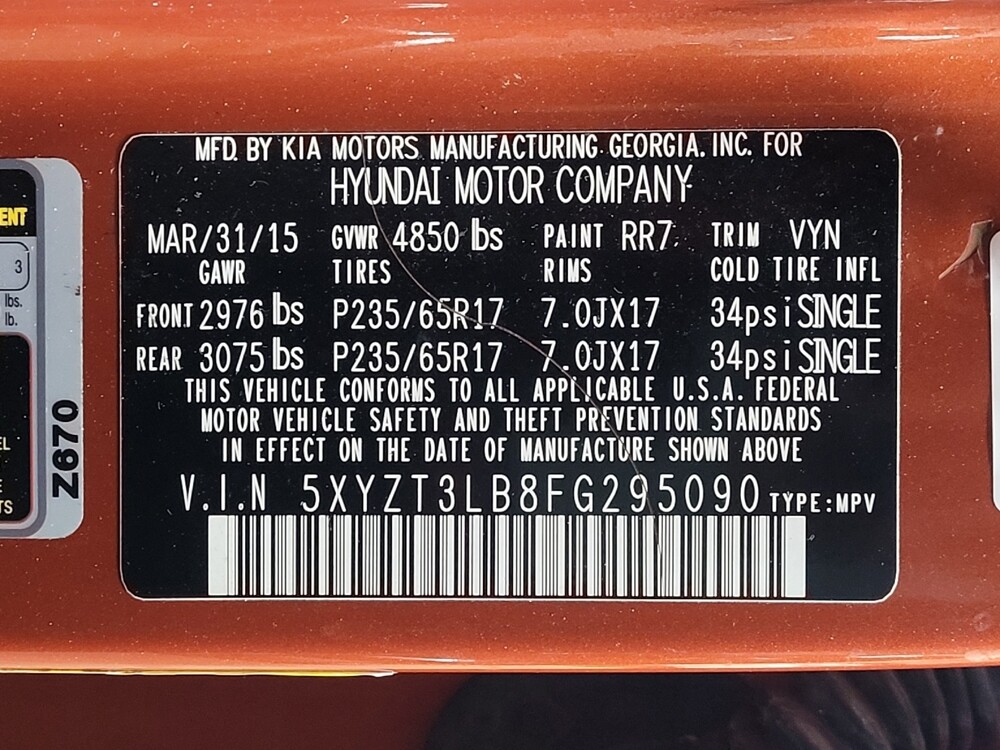 MFD. BY KIA MOTORS MANUFACTURING GEORGIA. INC. FOR
HYUNDAI MOTOR COMPANY
MAR/31/15 GVWR 4850 lbs PAINT RR7 TRIM VYN
GAWR TIRES RIMS COLD TIRE INFL
FRONT 2976 lbs P235/65R17 7.0JX17 34psi SINGLE
REAR 3075 lbs P235/65R17 7.0JX17 34psi SINGLE
THIS VEHICLE CONFORMS TO ALL APPLICABLE U.S.A. FEDERAL
MOTOR VEHICLE SAFETY AND THEFT PREVENTION STANDARDS
IN EFFECT ON THE DATE OF MANUFACTURE SHOWN ABOVE
V.I.N 5XYZT3LB8FG295090 TYPE:MPV
3
lbs.
lb.
Z670